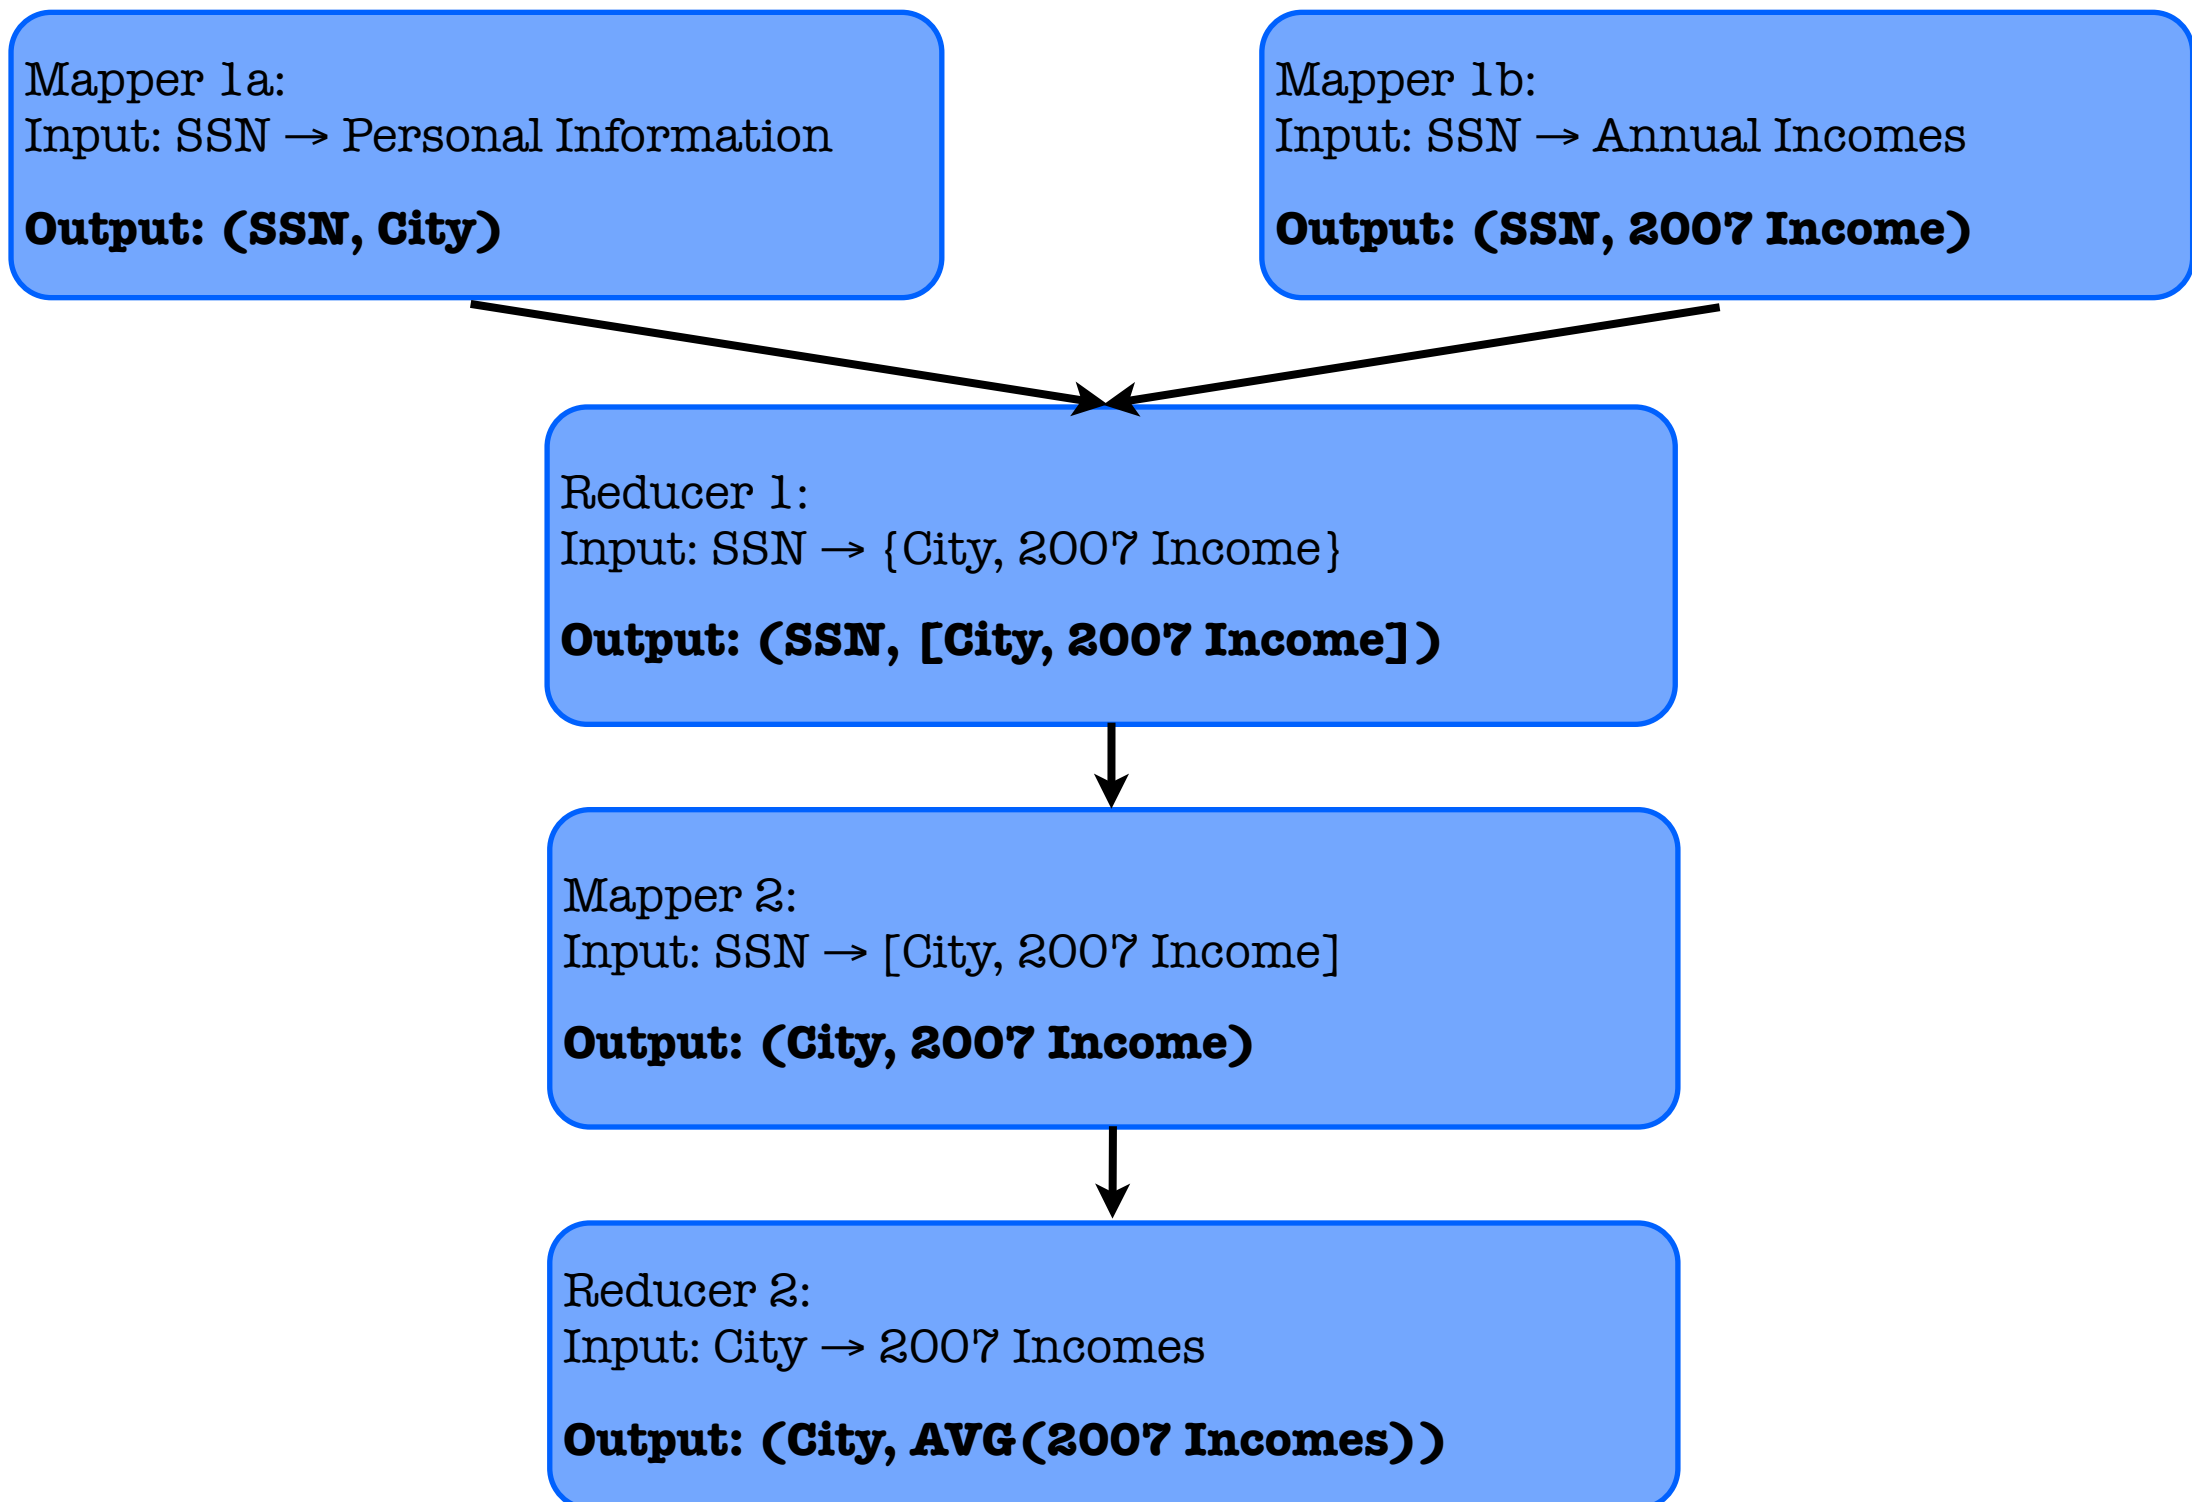 Mapper 1a:
Input: SSN → Personal Information
Output: (SSN, City)
Mapper 1b:
Input: SSN → Annual Incomes
Output: (SSN, 2007 Income)
Reducer 1:
Input: SSN → {City, 2007 Income}
Output: (SSN, [City, 2007 Income])
Mapper 2:
Input: SSN → [City, 2007 Income]
Output: (City, 2007 Income)
Reducer 2:
Input: City → 2007 Incomes
Output: (City, AVG(2007 Incomes))